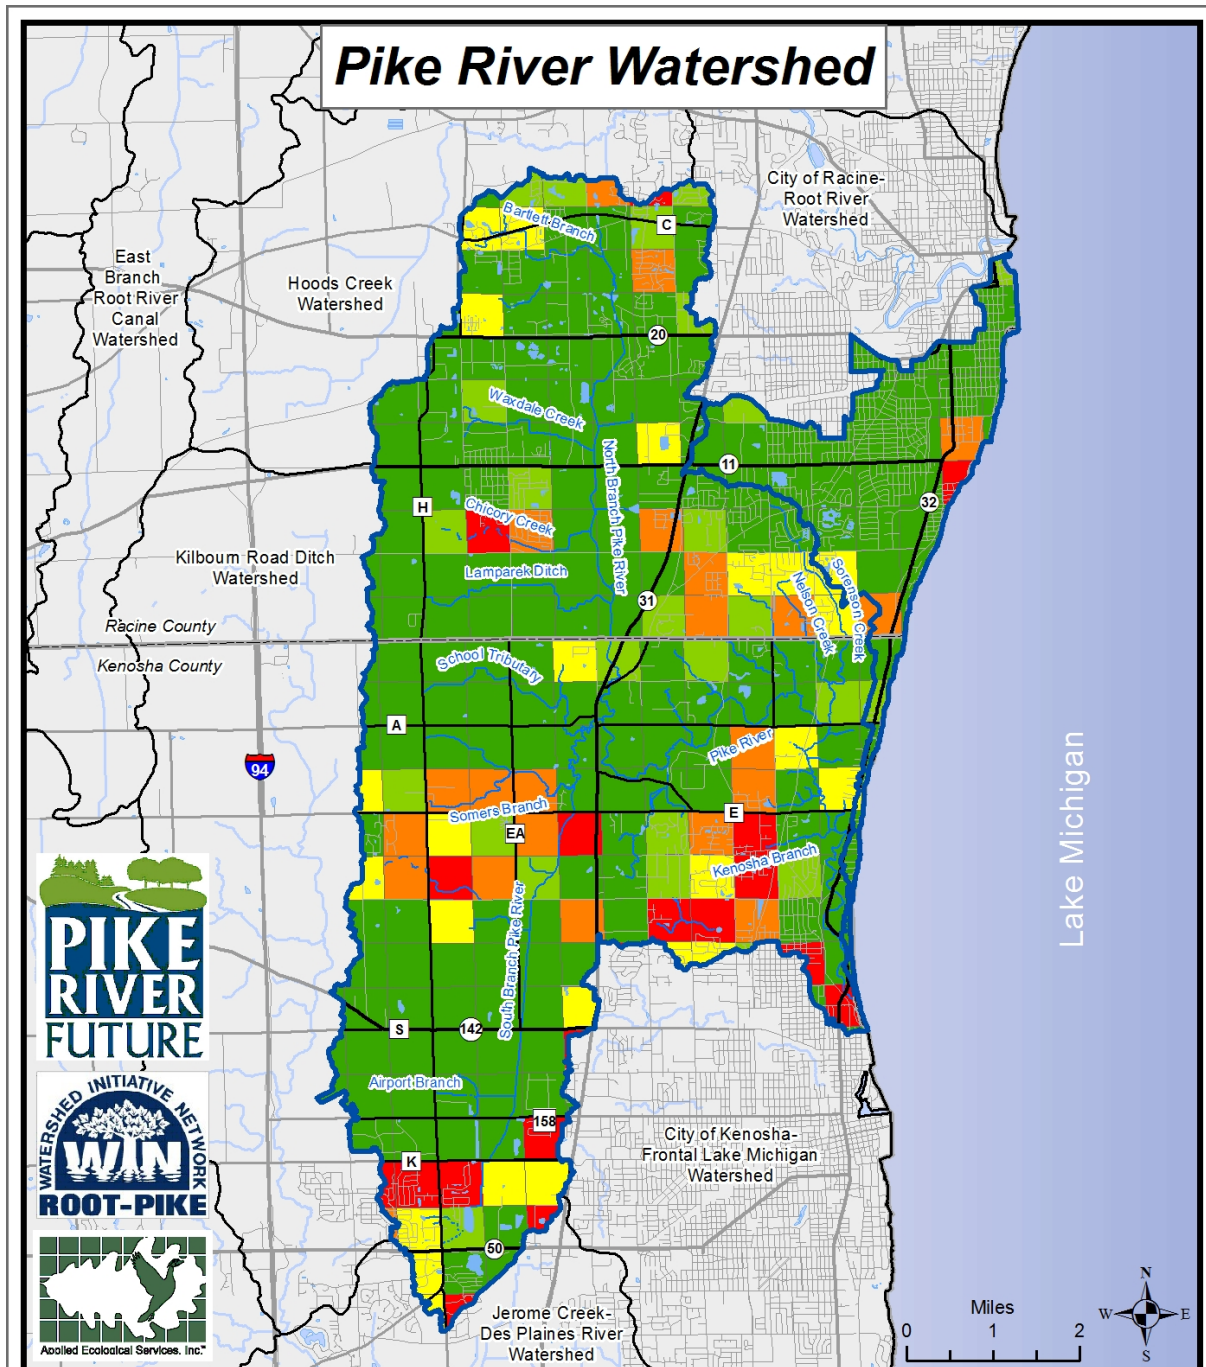 Pike River Watershed
City of Racine-
Root River
Watershed
East
Branch
Root River
Canal
Watershed
Hoods Creek
Watershed
Bartlett Branch
C
20
Waxdale Creek
11
North Branch Pike River
H
Chicory Creek
32
Kilbourn Road Ditch
Watershed
Lamparek Ditch
Nelson Creek
Sorenson Creek
31
Racine County
Kenosha County
School Tributary
A
Pike River
94
Somers Branch
E
EA
Kenosha Branch
Lake Michigan
South Branch Pike River
PIKE
RIVER
FUTURE
S
142
Airport Branch
158
WATERSHED INITIATIVE NETWORK
WIN
ROOT-PIKE
City of Kenosha-
Frontal Lake Michigan
Watershed
K
50
Applied Ecological Services, Inc.™
Jerome Creek-
Des Plaines River
Watershed
Miles
0 1 2
N
W E
S